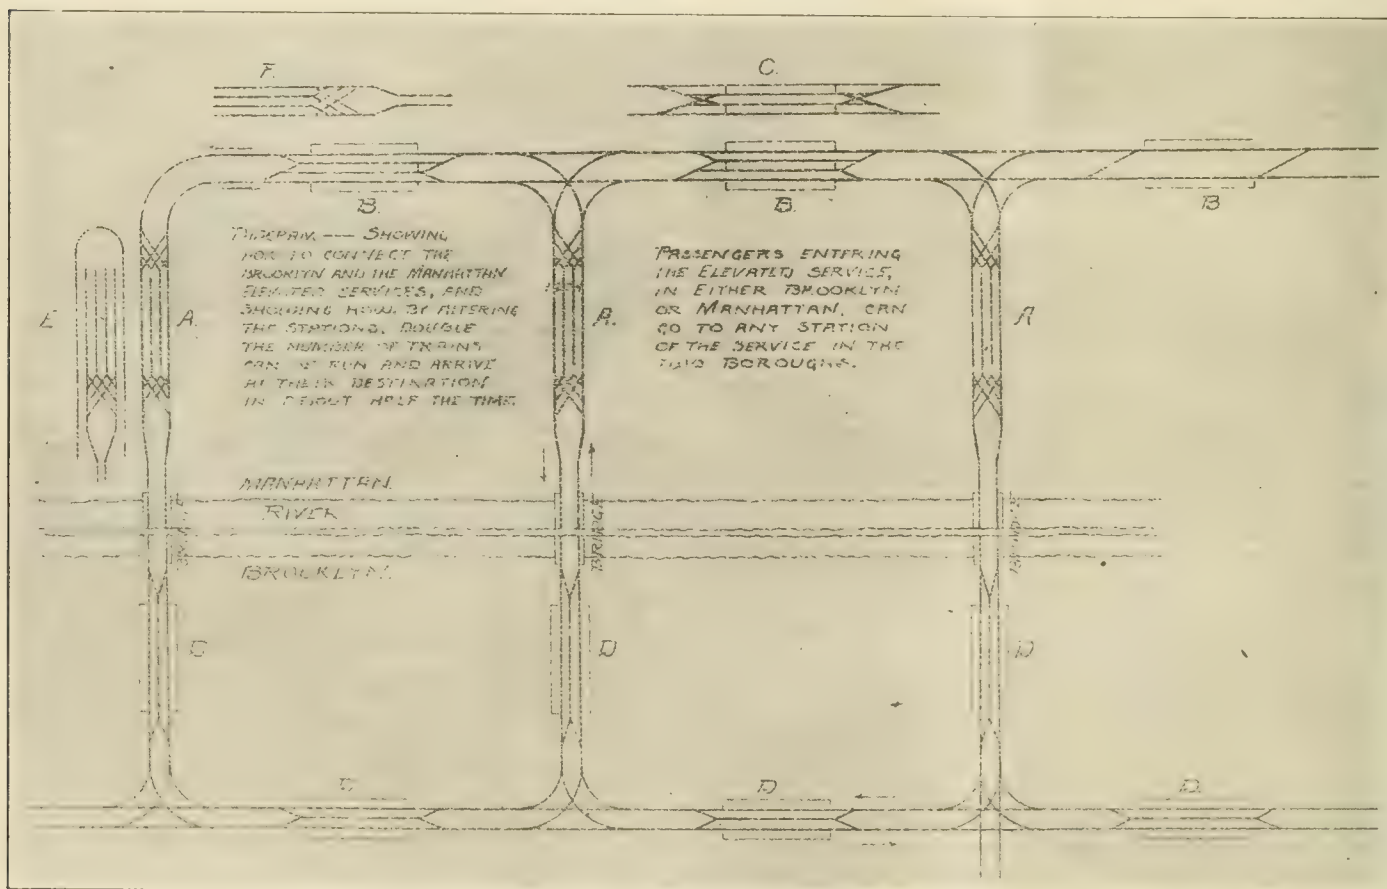 F.
C.
B.
B.
B
DIAGRAM --- SHOWING
HOW TO CONNECT THE
BROOKLYN AND THE MANHATTAN
ELEVATED SERVICES, AND
SHOWING HOW, BY ALTERING
THE STATIONS, DOUBLE
THE NUMBER OF TRAINS
CAN BE RUN AND ARRIVE
AT THEIR DESTINATION
IN ABOUT HALF THE TIME.
PASSENGERS ENTERING
THE ELEVATED SERVICE,
IN EITHER BROOKLYN
OR MANHATTAN, CAN
GO TO ANY STATION
OF THE SERVICE IN THE
TWO BOROUGHS.
E
A.
A.
A
MANHATTAN.
RIVER
BROOKLYN.
BRIDGE
BRIDGE
BRIDGE
D
D
D
D
D.